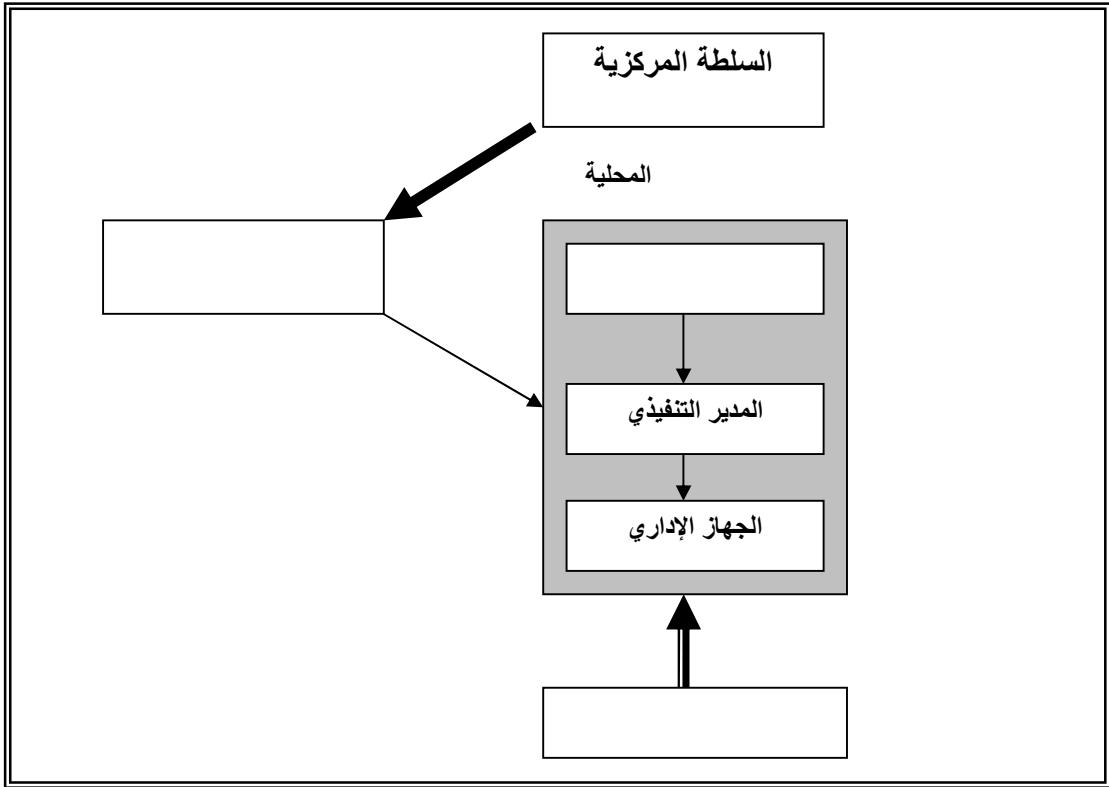 السلطة المركزية
المحلية
المدير التنفيذي
الجهاز الإداري